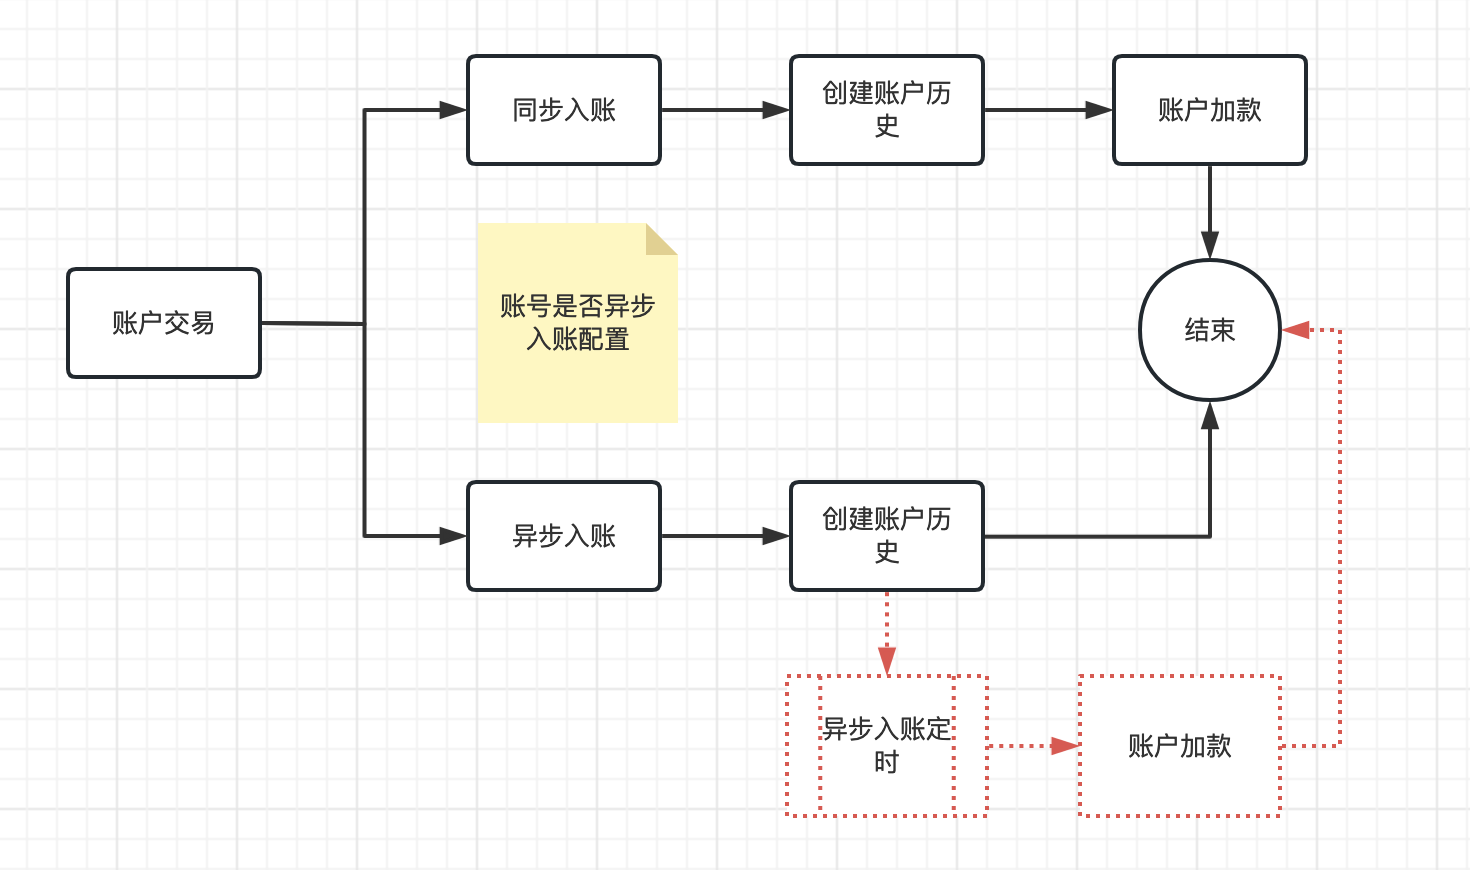 同步入账
创建账户历
史
账户加款
账户交易
账号是否异步
入账配置
结束
异步入账
创建账户历
史
异步入账定
时
账户加款